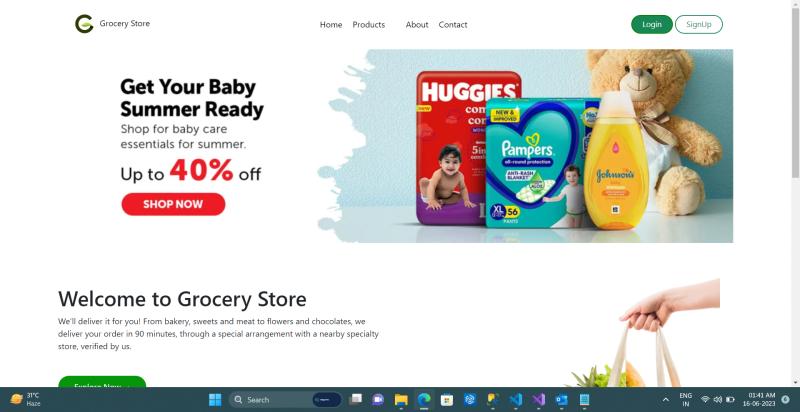 Grocery Store
Home Products About Contact
Login SignUp
Get Your Baby
Summer Ready
Shop for baby care
essentials for summer.
Up to 40% off
SHOP NOW
HUGGIES
new
NEW &
IMPROVED
Pampers
all-round protection
ANTI-RASH
BLANKET
XL
56
PANTS
Johnson's
baby
Welcome to Grocery Store
We'll deliver it for you! From bakery, sweets and meat to flowers and chocolates, we
deliver your order in 90 minutes, through a special arrangement with a nearby specialty
store, verified by us.
Explore Now
31°C
Haze
Search
ENG
IN
01:41 AM
16-06-2023